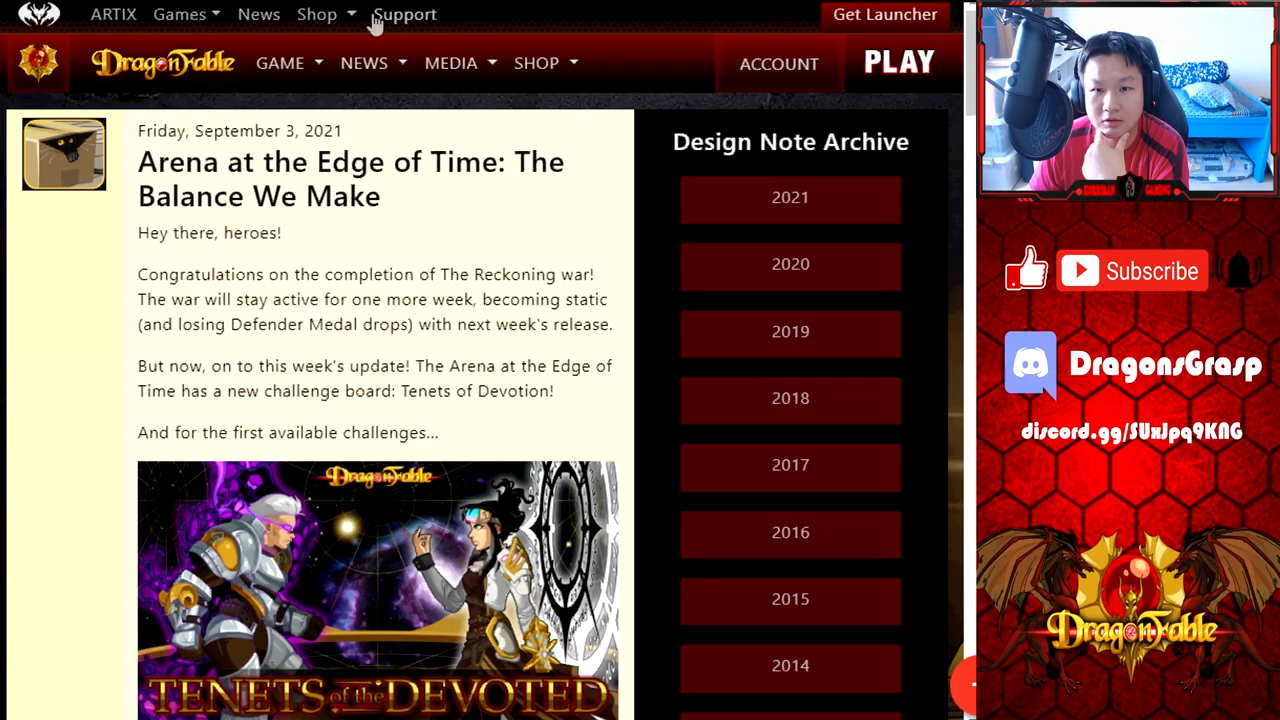 ARTIX Games News Shop Support Get Launcher
DragonFable GAME NEWS MEDIA SHOP ACCOUNT PLAY
Friday, September 3, 2021
Arena at the Edge of Time: The
Balance We Make
Hey there, heroes!
Congratulations on the completion of The Reckoning war!
The war will stay active for one more week, becoming static
(and losing Defender Medal drops) with next week's release.
But now, on to this week's update! The Arena at the Edge of
Time has a new challenge board: Tenets of Devotion!
And for the first available challenges...
DragonFable
TENETS of the DEVOTED
Design Note Archive
2021
2020
2019
2018
2017
2016
2015
2014
GAMING
Subscribe
DragonsGrasp
discord.gg/SUxJpq9KNG
DragonFable